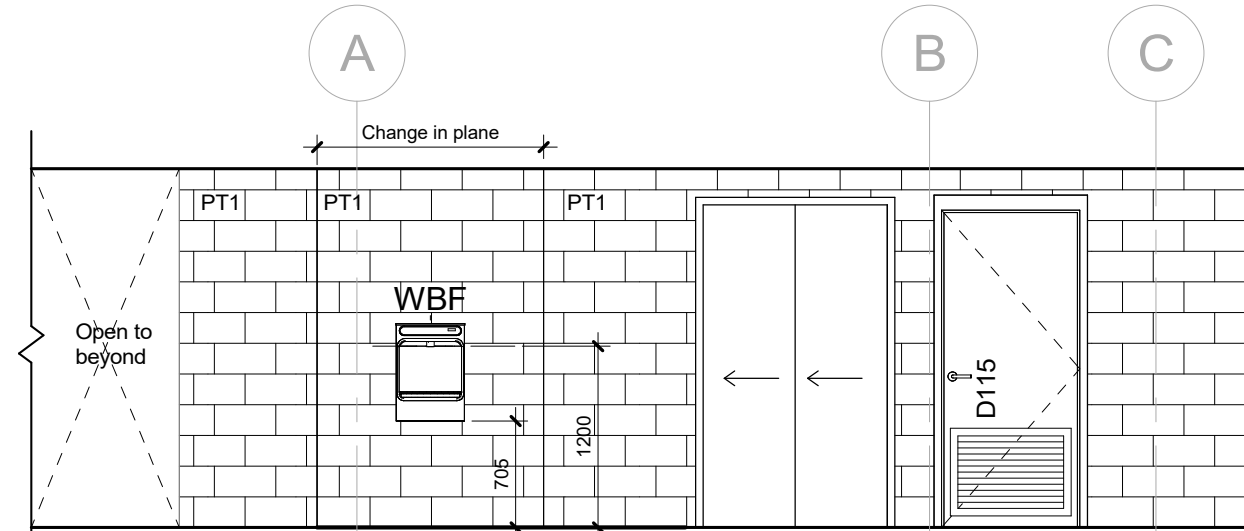 A
B
C
Change in plane
PT1
PT1
PT1
WBF
Open to
beyond
D115
1200
705